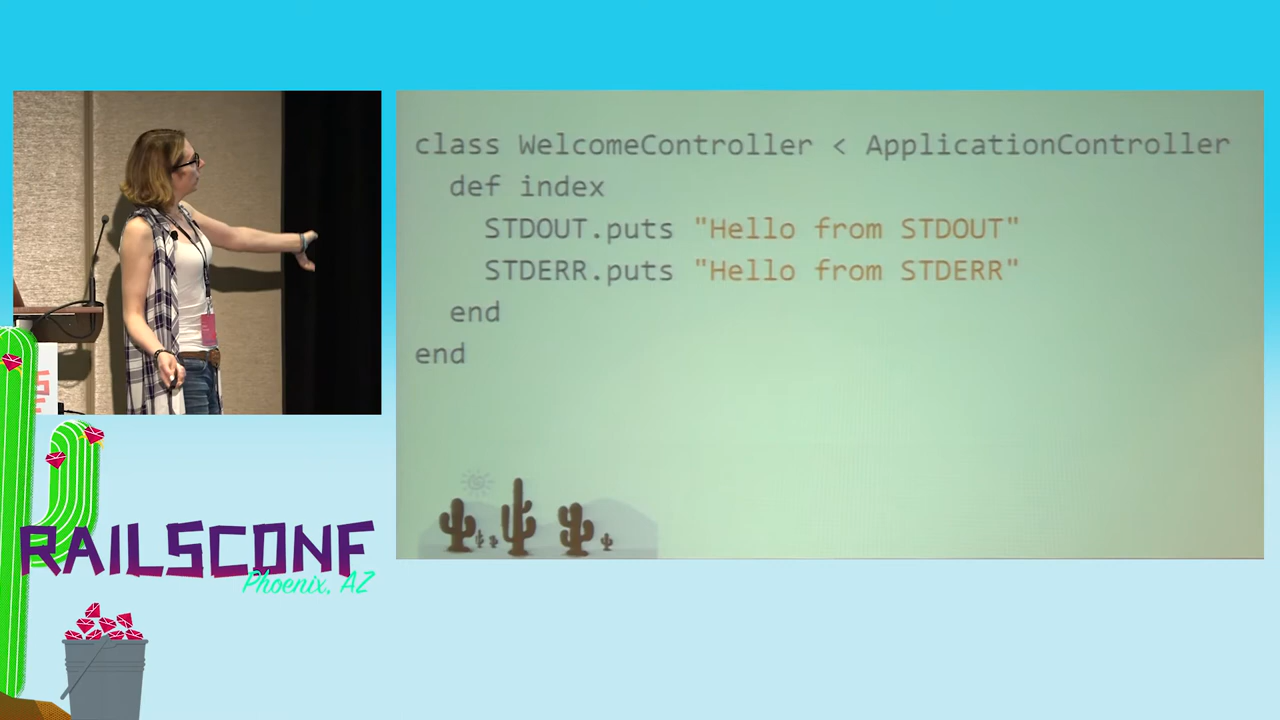 class WelcomeController < ApplicationController
  def index
    STDOUT.puts "Hello from STDOUT"
    STDERR.puts "Hello from STDERR"
  end
end
RAILSCONF
Phoenix, AZ